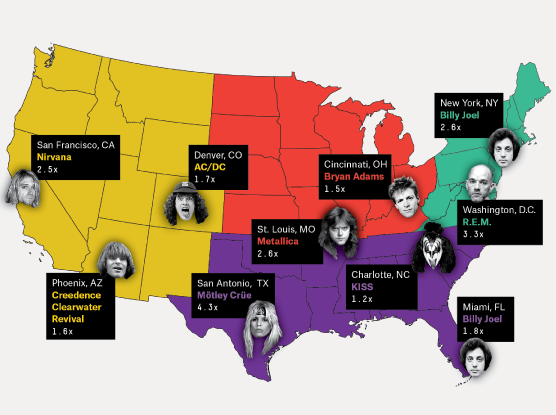 New York, NY
Billy Joel
2.6x
San Francisco, CA
Nirvana
2.5x
Denver, CO
AC/DC
1.7x
Cincinnati, OH
Bryan Adams
1.5x
Washington, D.C.
R.E.M.
3.3x
St. Louis, MO
Metallica
2.6x
Phoenix, AZ
Creedence
Clearwater
Revival
1.6x
San Antonio, TX
Mötley Crüe
4.3x
Charlotte, NC
KISS
1.2x
Miami, FL
Billy Joel
1.8x